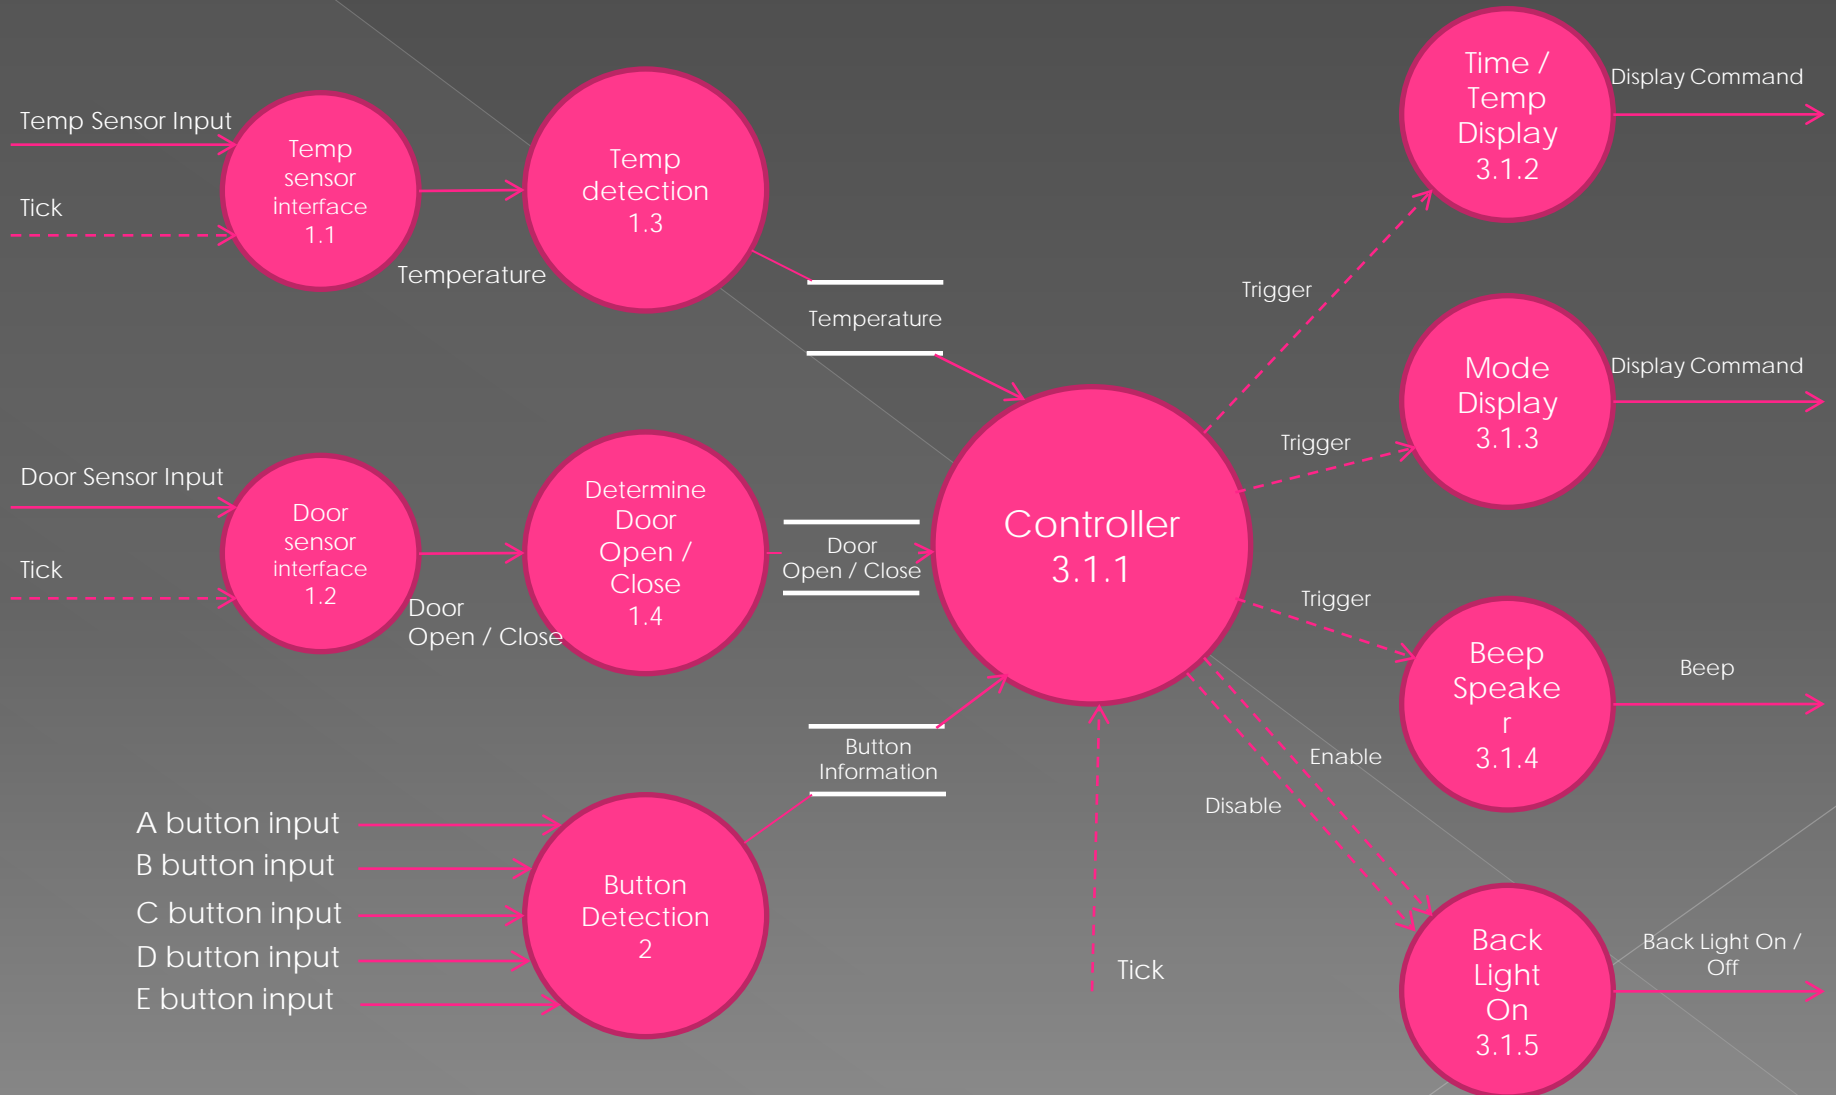 Temp Sensor Input
Tick
Temp
sensor
interface
1.1
Temperature
Temp
detection
1.3
Temperature
Door Sensor Input
Tick
Door
sensor
interface
1.2
Door
Open / Close
Determine
Door
Open /
Close
1.4
Door
Open / Close
A button input
B button input
C button input
D button input
E button input
Button
Detection
2
Button
Information
Controller
3.1.1
Tick
Trigger
Trigger
Trigger
Enable
Disable
Time /
Temp
Display
3.1.2
Display Command
Mode
Display
3.1.3
Display Command
Beep
Speake
r
3.1.4
Beep
Back
Light
On
3.1.5
Back Light On /
Off